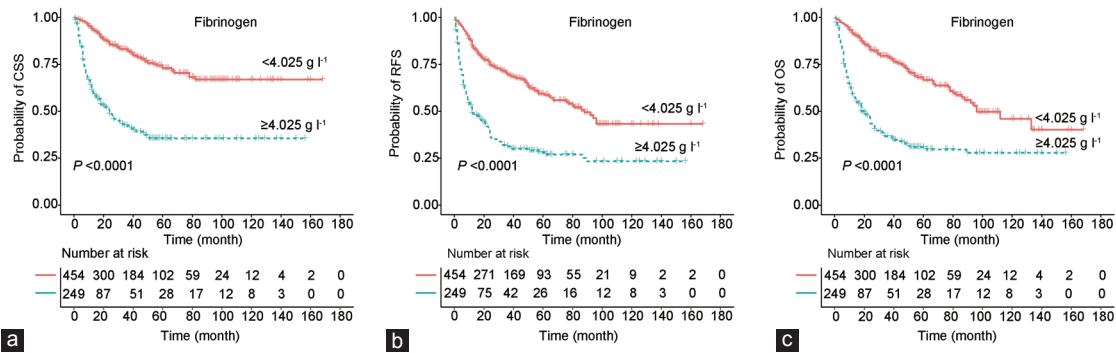 Fibrinogen
1.00
0.75
0.50
0.25
0.00
Probability of CSS
<4.025 g l-1
≥4.025 g l-1
P <0.0001
0 20 40 60 80 100 120 140 160 180
Time (month)
Number at risk
454 300 184 102 59 24 12 4 2 0
249 87 51 28 17 12 8 3 0 0
0 20 40 60 80 100 120 140 160 180
Time (month)
a
Fibrinogen
1.00
0.75
0.50
0.25
0.00
Probability of RFS
<4.025 g l-1
≥4.025 g l-1
P <0.0001
0 20 40 60 80 100 120 140 160 180
Time (month)
Number at risk
454 271 169 93 55 21 9 2 2 0
249 75 42 26 16 12 8 3 0 0
0 20 40 60 80 100 120 140 160 180
Time (month)
b
Fibrinogen
1.00
0.75
0.50
0.25
0.00
Probability of OS
<4.025 g l-1
≥4.025 g l-1
P <0.0001
0 20 40 60 80 100 120 140 160 180
Time (month)
Number at risk
454 300 184 102 59 24 12 4 2 0
249 87 51 28 17 12 8 3 0 0
0 20 40 60 80 100 120 140 160 180
Time (month)
c